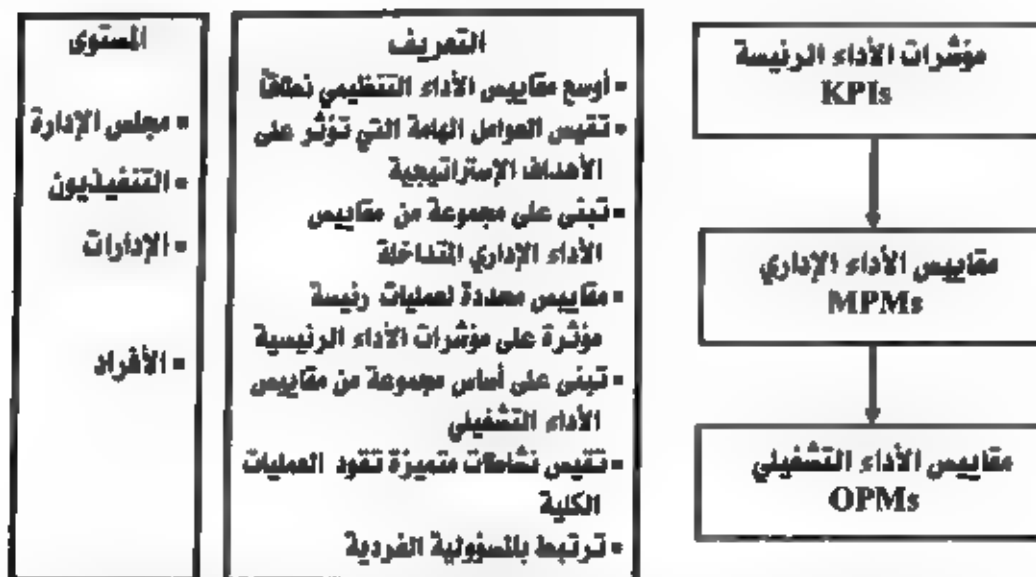 مؤشرات الأداء الرئيسة
KPIs
مقاييس الأداء الإداري
MPMs
مقاييس الأداء التشغيلي
OPMs
التعريف
▪ أوسع مقاييس الأداء التنظيمي نطاقاً
▪ تقيس العوامل الهامة التي تؤثر على
الأهداف الإستراتيجية
▪ تبنى على مجموعة من مقاييس
الأداء الإداري المتداخلة
▪ مقاييس محددة لعمليات رئيسة
مؤثرة على مؤشرات الأداء الرئيسية
▪ تبنى على أساس مجموعة من مقاييس
الأداء التشغيلي
▪ تقيس نشاطات متميزة تقود العمليات
الكلية
▪ ترتبط بالمسؤولية الفردية
المستوى
▪ مجلس الإدارة
▪ التنفيذيون
▪ الإدارات
▪ الأفراد